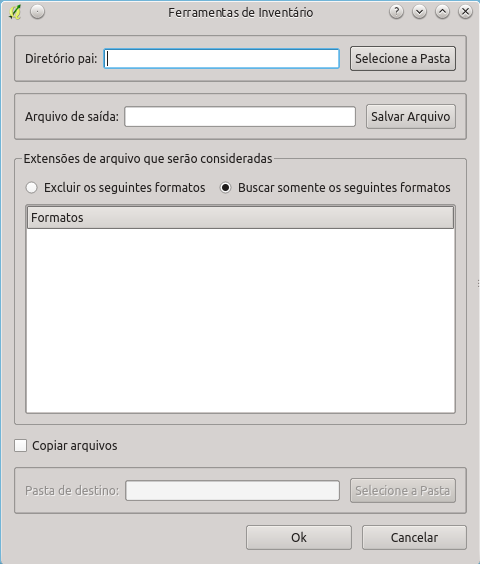 Ferramentas de Inventário
Diretório pai: Selecione a Pasta
Arquivo de saída: Salvar Arquivo
Extensões de arquivo que serão consideradas
Excluir os seguintes formatos Buscar somente os seguintes formatos
Formatos
Copiar arquivos
Pasta de destino: Selecione a Pasta
Ok Cancelar